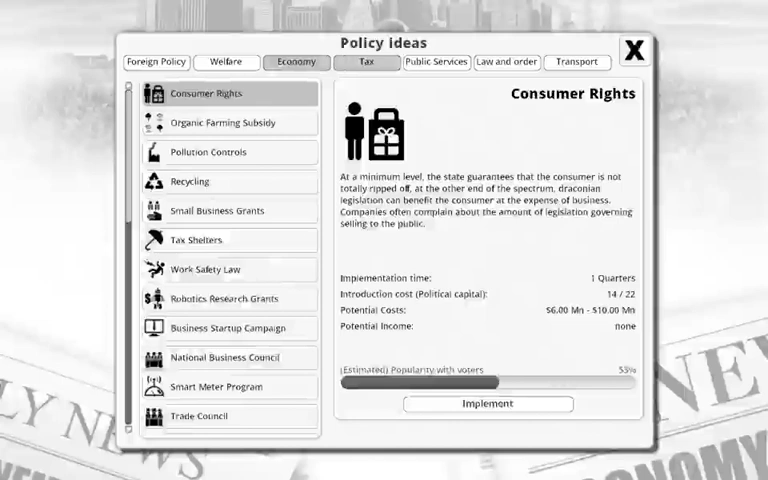 Policy ideas
X
Foreign Policy
Welfare
Economy
Tax
Public Services
Law and order
Transport
Consumer Rights
Organic Farming Subsidy
Pollution Controls
Recycling
Small Business Grants
Tax Shelters
Work Safety Law
Robotics Research Grants
Business Startup Campaign
National Business Council
Smart Meter Program
Trade Council
Consumer Rights
At a minimum level, the state guarantees that the consumer is not
totally ripped off, at the other end of the spectrum, draconian
legislation can benefit the consumer at the expense of business.
Companies often complain about the amount of legislation governing
selling to the public.
Implementation time: 1 Quarters
Introduction cost (Political capital): 14 / 22
Potential Costs: $6.00 Mn - $10.00 Mn
Potential Income: none
(Estimated) Popularity with voters 53%
Implement
LY NEWS
NEW
ONOMY